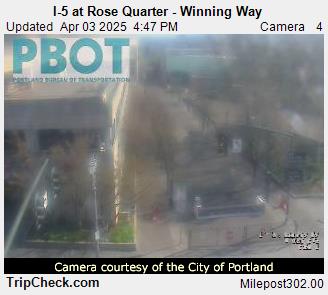 I-5 at Rose Quarter - Winning Way
Updated Apr 03 2025 4:47 PM Camera 4
PBOT
PORTLAND BUREAU OF TRANSPORTATION
Camera courtesy of the City of Portland
TripCheck.com Milepost302.00